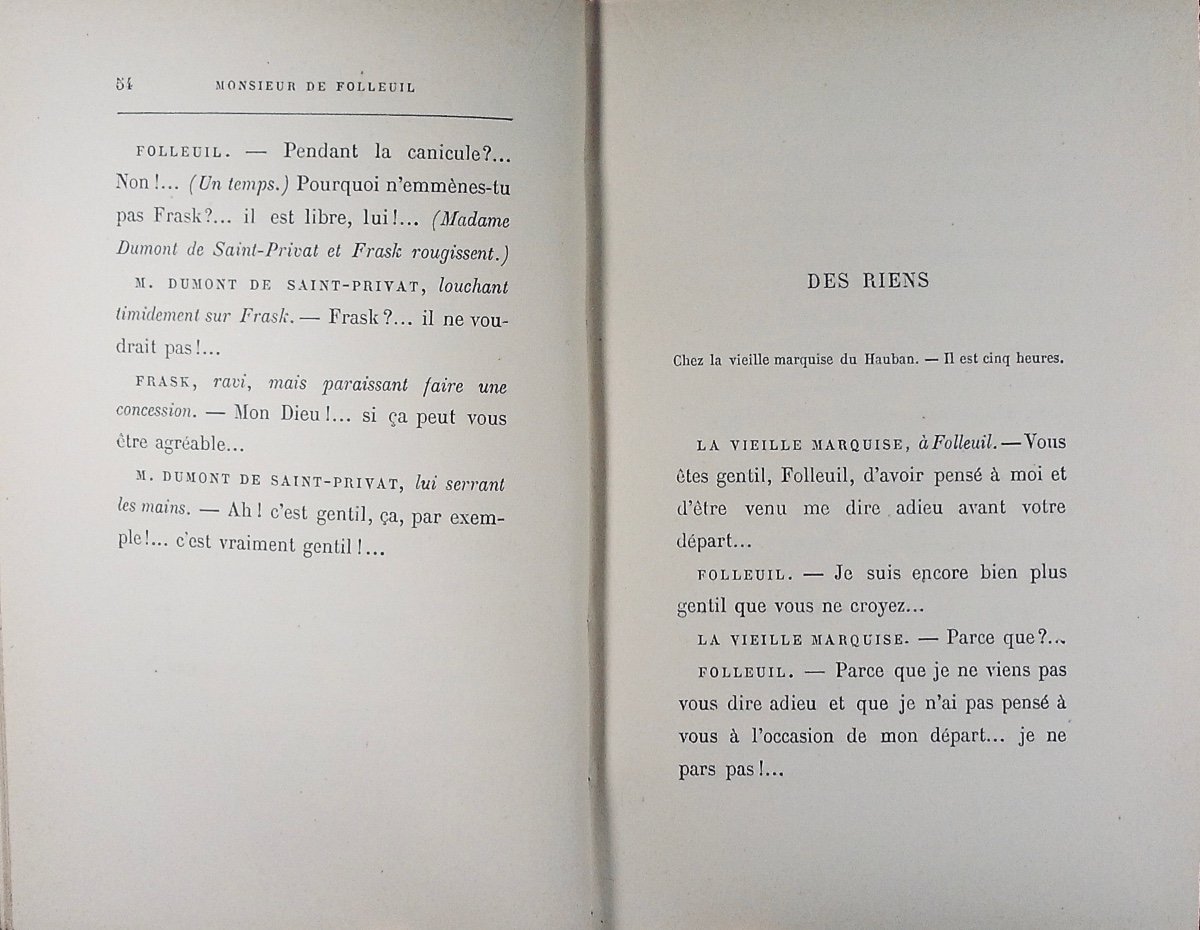 54 MONSIEUR DE FOLLEUIL
FOLLEUIL. — Pendant la canicule?...
Non!... (Un temps.) Pourquoi n'emmènes-tu
pas Frask?... il est libre, lui!... (Madame
Dumont de Saint-Privat et Frask rougissent.)
M. DUMONT DE SAINT-PRIVAT, louchant
timidement sur Frask. — Frask?... il ne vou-
drait pas!...
FRASK, ravi, mais paraissant faire une
concession. — Mon Dieu!... si ça peut vous
être agréable...
M. DUMONT DE SAINT-PRIVAT, lui serrant
les mains. — Ah! c'est gentil, ça, par exem-
ple!... c'est vraiment gentil!...
DES RIENS
Chez la vieille marquise du Hauban. — Il est cinq heures.
LA VIEILLE MARQUISE, à Folleuil. — Vous
êtes gentil, Folleuil, d'avoir pensé à moi et
d'être venu me dire adieu avant votre
départ...
FOLLEUIL. — Je suis encore bien plus
gentil que vous ne croyez...
LA VIEILLE MARQUISE. — Parce que?...
FOLLEUIL. — Parce que je ne viens pas
vous dire adieu et que je n'ai pas pensé à
vous à l'occasion de mon départ... je ne
pars pas!...